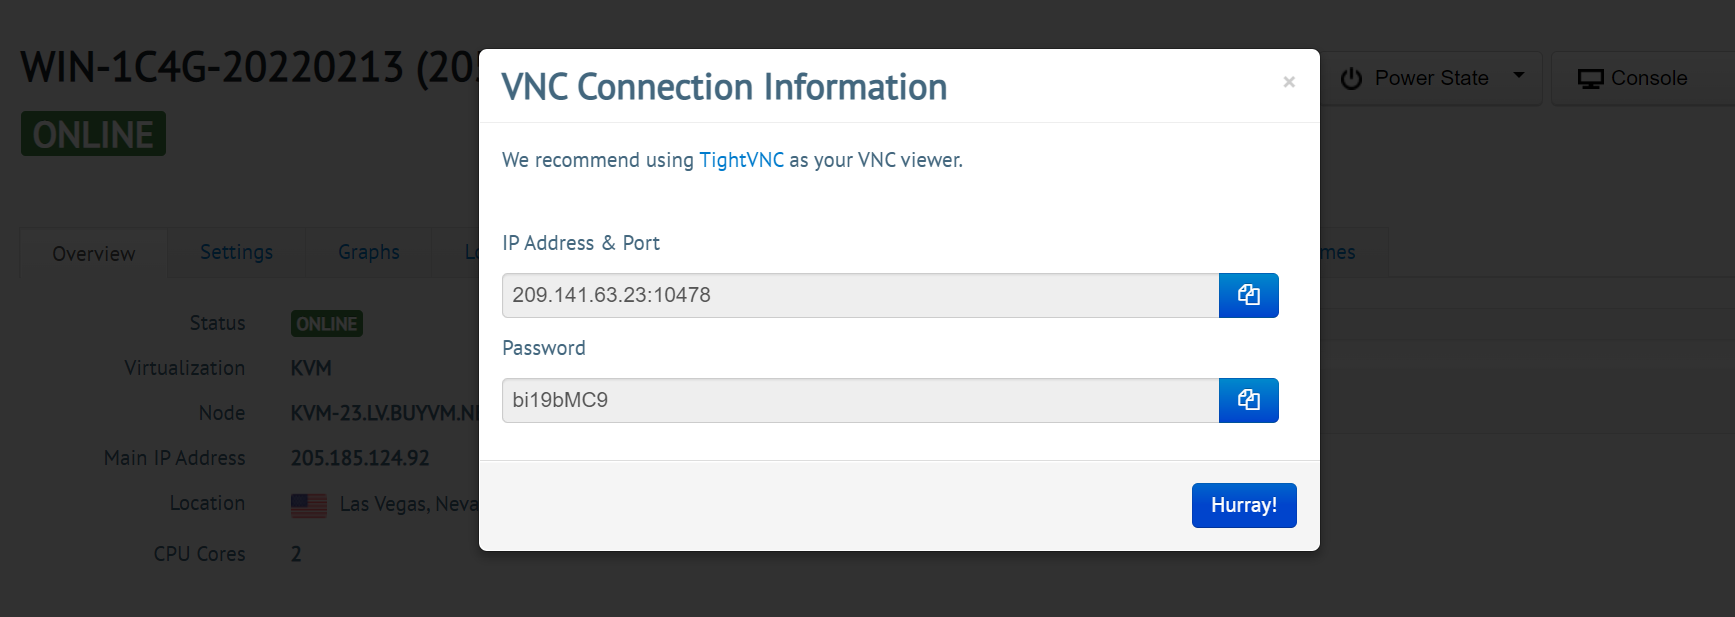 WIN-1C4G-20220213 (20
ONLINE
Power State
Console
Overview
Settings
Graphs
mes
Status ONLINE
Virtualization KVM
Node KVM-23.LV.BUYVM.N
Main IP Address 205.185.124.92
Location Las Vegas, Neva
CPU Cores 2
VNC Connection Information
×
We recommend using TightVNC as your VNC viewer.
IP Address & Port
209.141.63.23:10478
Password
bi19bMC9
Hurray!